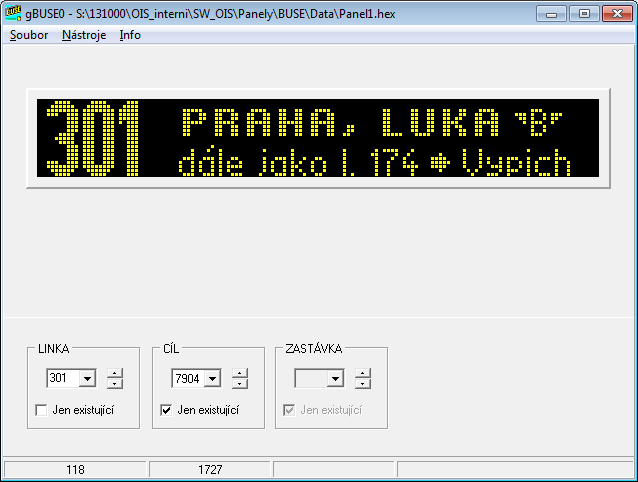 gBUSE0 - S:\131000\OIS_interni\SW_OIS\Panely\BUSE\Data\Panel1.hex
Soubor Nástroje Info
301 PRAHA, LUKA "B"
dále jako l. 174 Vypich
LINKA CÍL ZASTÁVKA
301 7904
Jen existující Jen existující Jen existující
118 1727